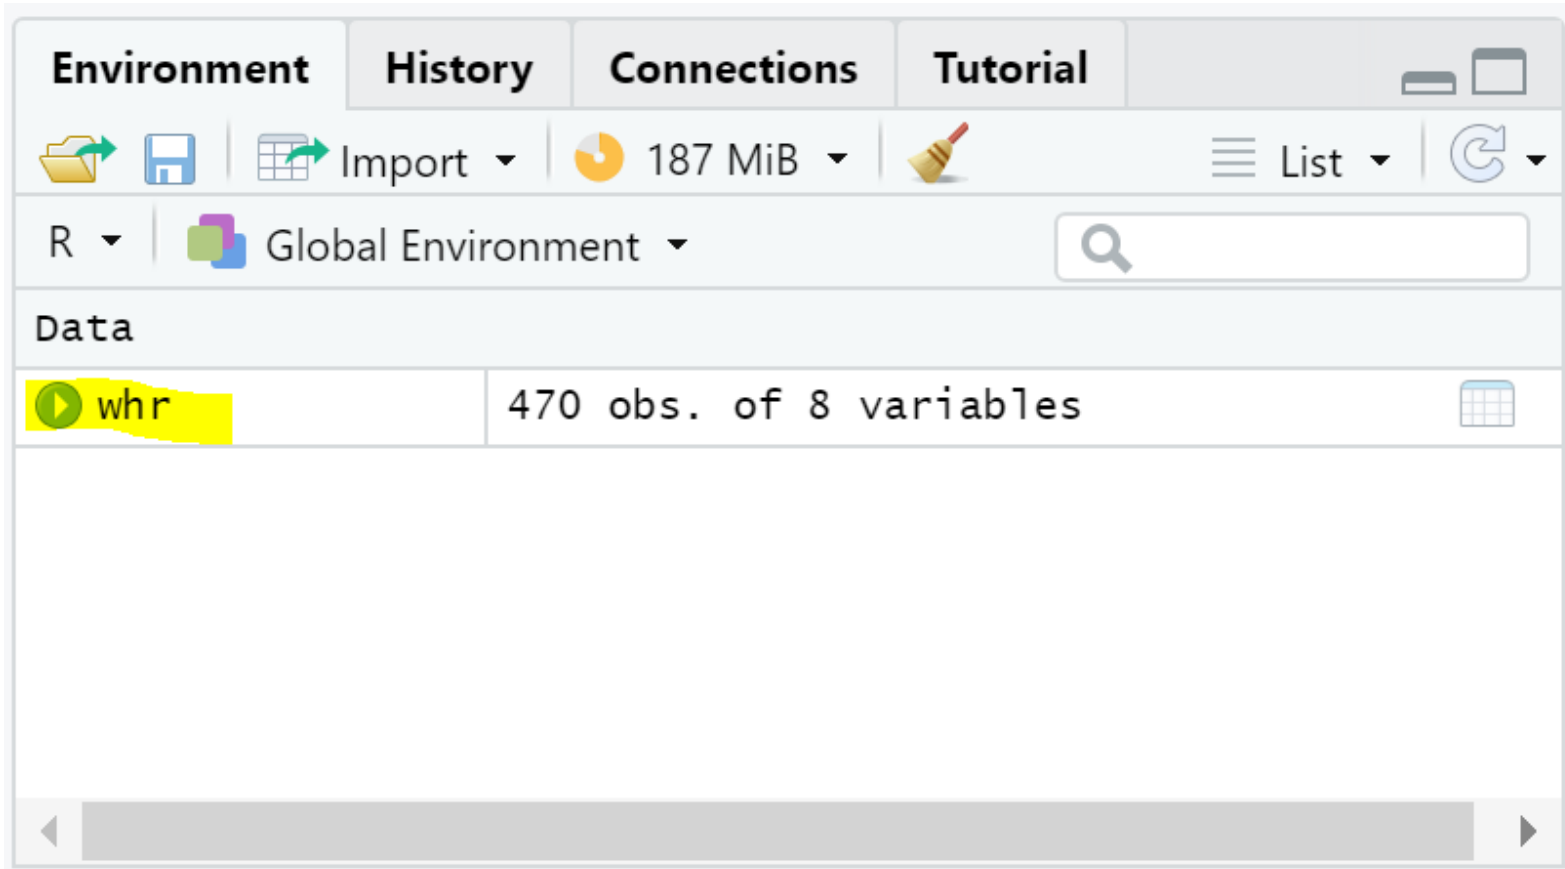 Environment History Connections Tutorial
Import 187 MiB List
R Global Environment
Data
whr 470 obs. of 8 variables